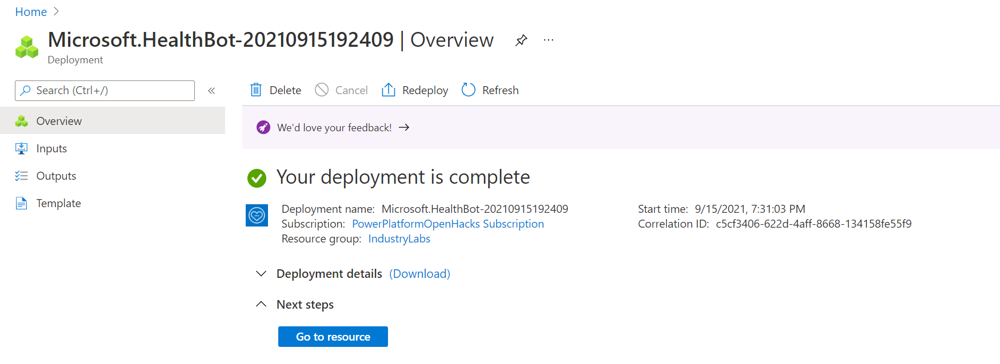 Home
Microsoft.HealthBot-20210915192409 | Overview
Deployment
Search (Ctrl+/)
Delete Cancel Redeploy Refresh
Overview
We'd love your feedback!
Inputs
Outputs
Template
Your deployment is complete
Deployment name: Microsoft.HealthBot-20210915192409
Subscription: PowerPlatformOpenHacks Subscription
Resource group: IndustryLabs
Start time: 9/15/2021, 7:31:03 PM
Correlation ID: c5cf3406-622d-4aff-8668-134158fe55f9
Deployment details (Download)
Next steps
Go to resource